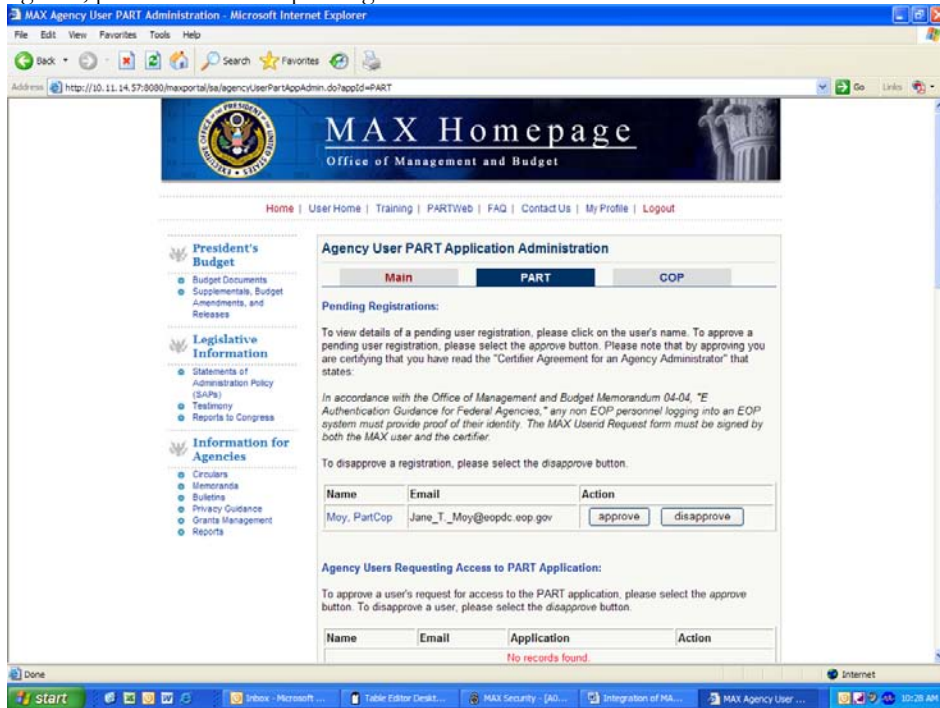 MAX Agency User PART Administration - Microsoft Internet Explorer
File Edit View Favorites Tools Help
Back Search Favorites
Address http://10.11.14.57:8080/maxportal/sa/agencyUserPartAppAdmin.do?appId=PART Go Links
MAX Homepage
Office of Management and Budget
Home | User Home | Training | PARTWeb | FAQ | Contact Us | My Profile | Logout
President's
Budget
Budget Documents
Supplementals, Budget
Amendments, and
Releases
Legislative
Information
Statements of
Administration Policy
(SAPs)
Testimony
Reports to Congress
Information for
Agencies
Circulars
Memoranda
Bulletins
Privacy Guidance
Grants Management
Reports
Agency User PART Application Administration
Main PART COP
Pending Registrations:
To view details of a pending user registration, please click on the user's name. To approve a
pending user registration, please select the approve button. Please note that by approving you
are certifying that you have read the "Certifier Agreement for an Agency Administrator" that
states:
In accordance with the Office of Management and Budget Memorandum 04-04, "E
Authentication Guidance for Federal Agencies," any non EOP personnel logging into an EOP
system must provide proof of their identity. The MAX Userid Request form must be signed by
both the MAX user and the certifier.
To disapprove a registration, please select the disapprove button.
Name Email Action
Moy, PartCop Jane_T._Moy@eopdc.eop.gov approve disapprove
Agency Users Requesting Access to PART Application:
To approve a user's request for access to the PART application, please select the approve
button. To disapprove a user, please select the disapprove button.
Name Email Application Action
No records found.
Done Internet
start Inbox - Microsoft ... Table Editor Deskt... MAX Security - [A0... Integration of MA... MAX Agency User ... 10:28 AM